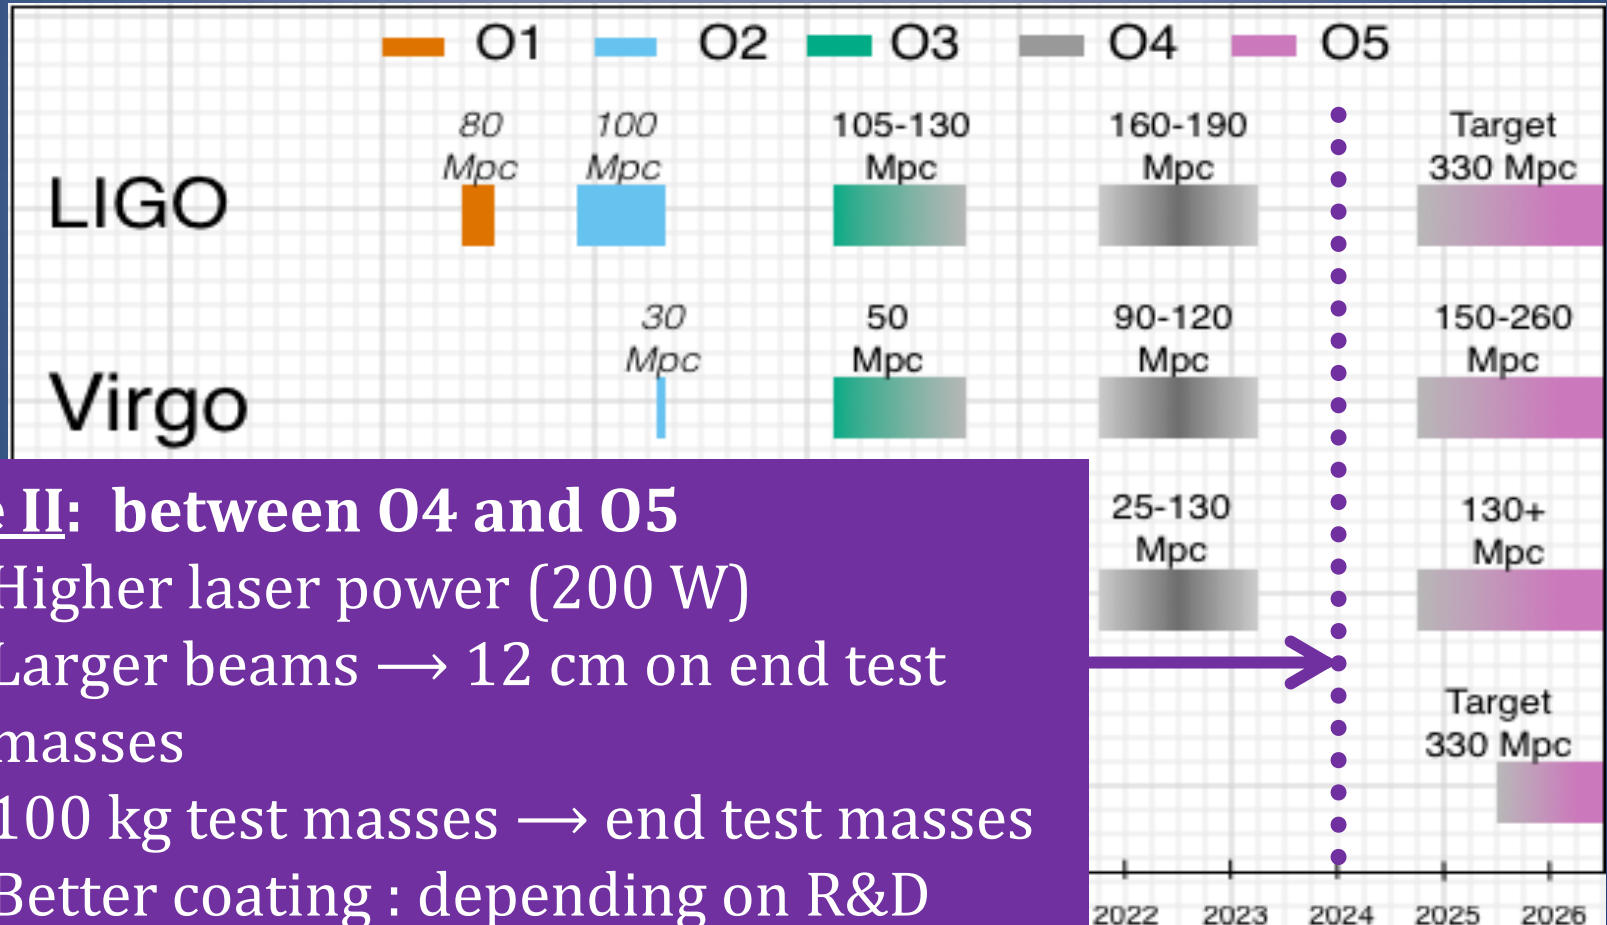 O1 O2 O3 O4 O5
80 Mpc 100 Mpc 105-130 Mpc 160-190 Mpc Target 330 Mpc
LIGO
30 Mpc 50 Mpc 90-120 Mpc 150-260 Mpc
Virgo
25-130 Mpc 130+ Mpc
Target 330 Mpc
II: between O4 and O5
Higher laser power (200 W)
Larger beams ⟶ 12 cm on end test
masses
100 kg test masses ⟶ end test masses
Better coating : depending on R&D
2022 2023 2024 2025 2026